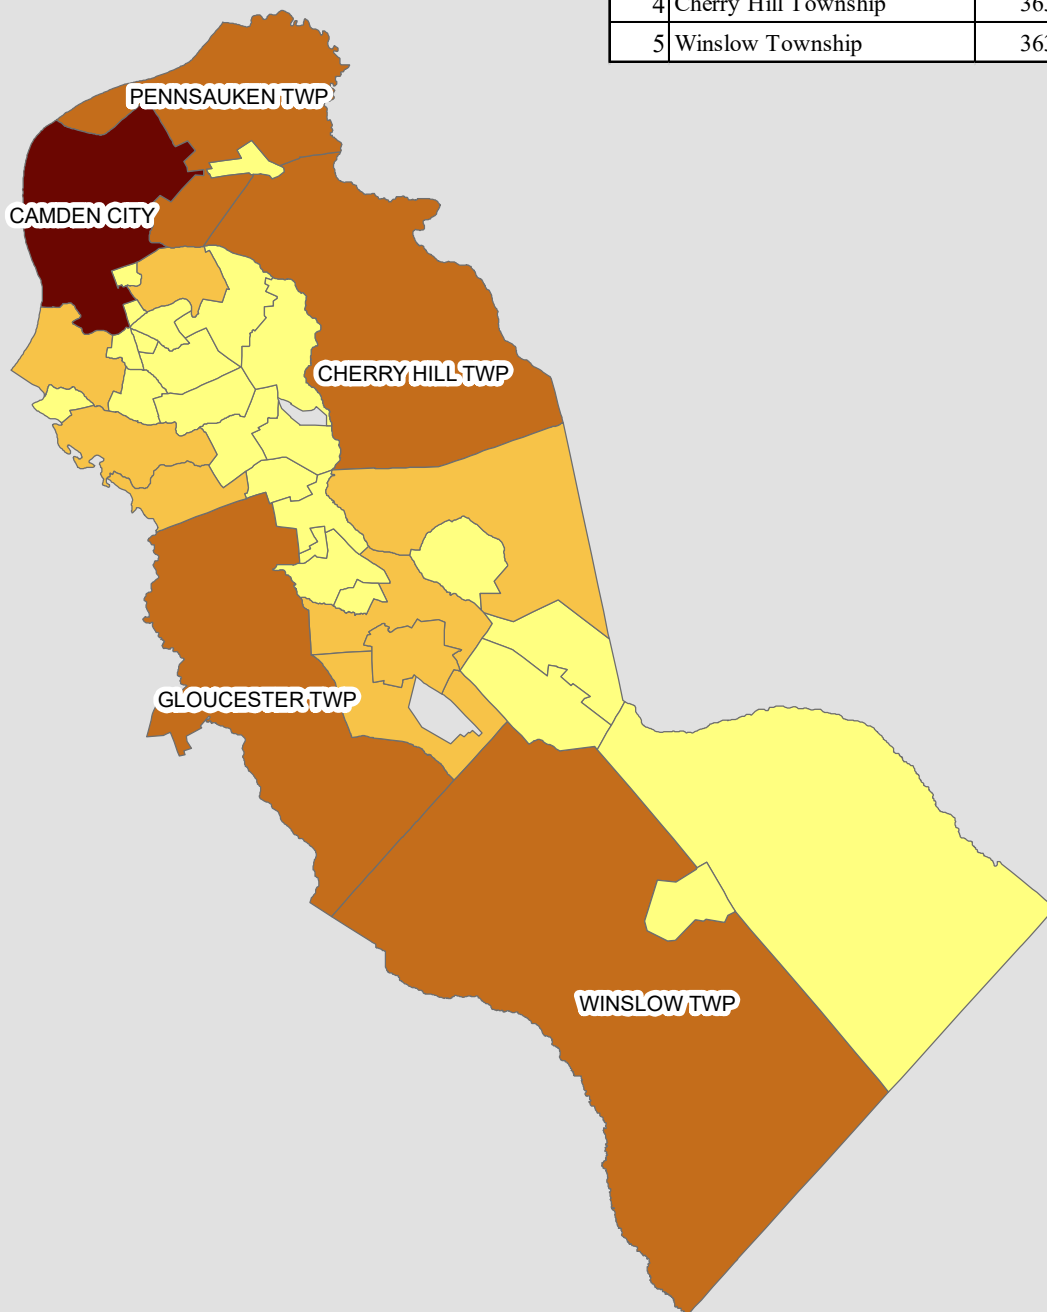 4 Cherry Hill Township
5 Winslow Township
PENNSAUKEN TWP
CAMDEN CITY
CHERRY HILL TWP
GLOUCESTER TWP
WINSLOW TWP